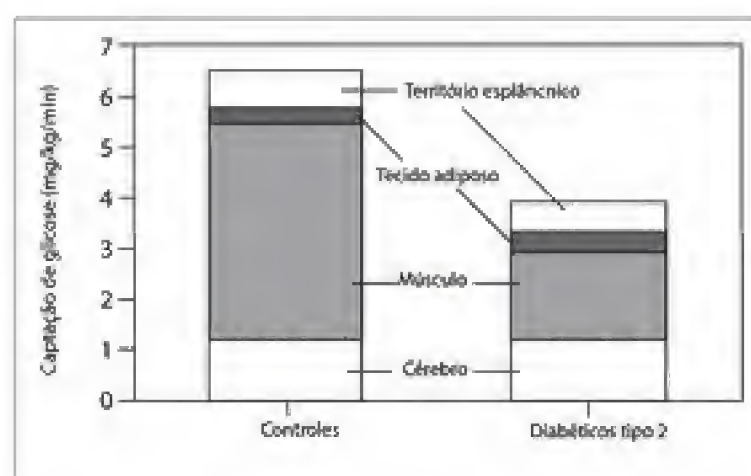 Captação de glicose (mg/kg/min)
7
6
5
4
3
2
1
0
Território esplâncnico
Tecido adiposo
Músculo
Cérebro
Controles
Diabéticos tipo 2